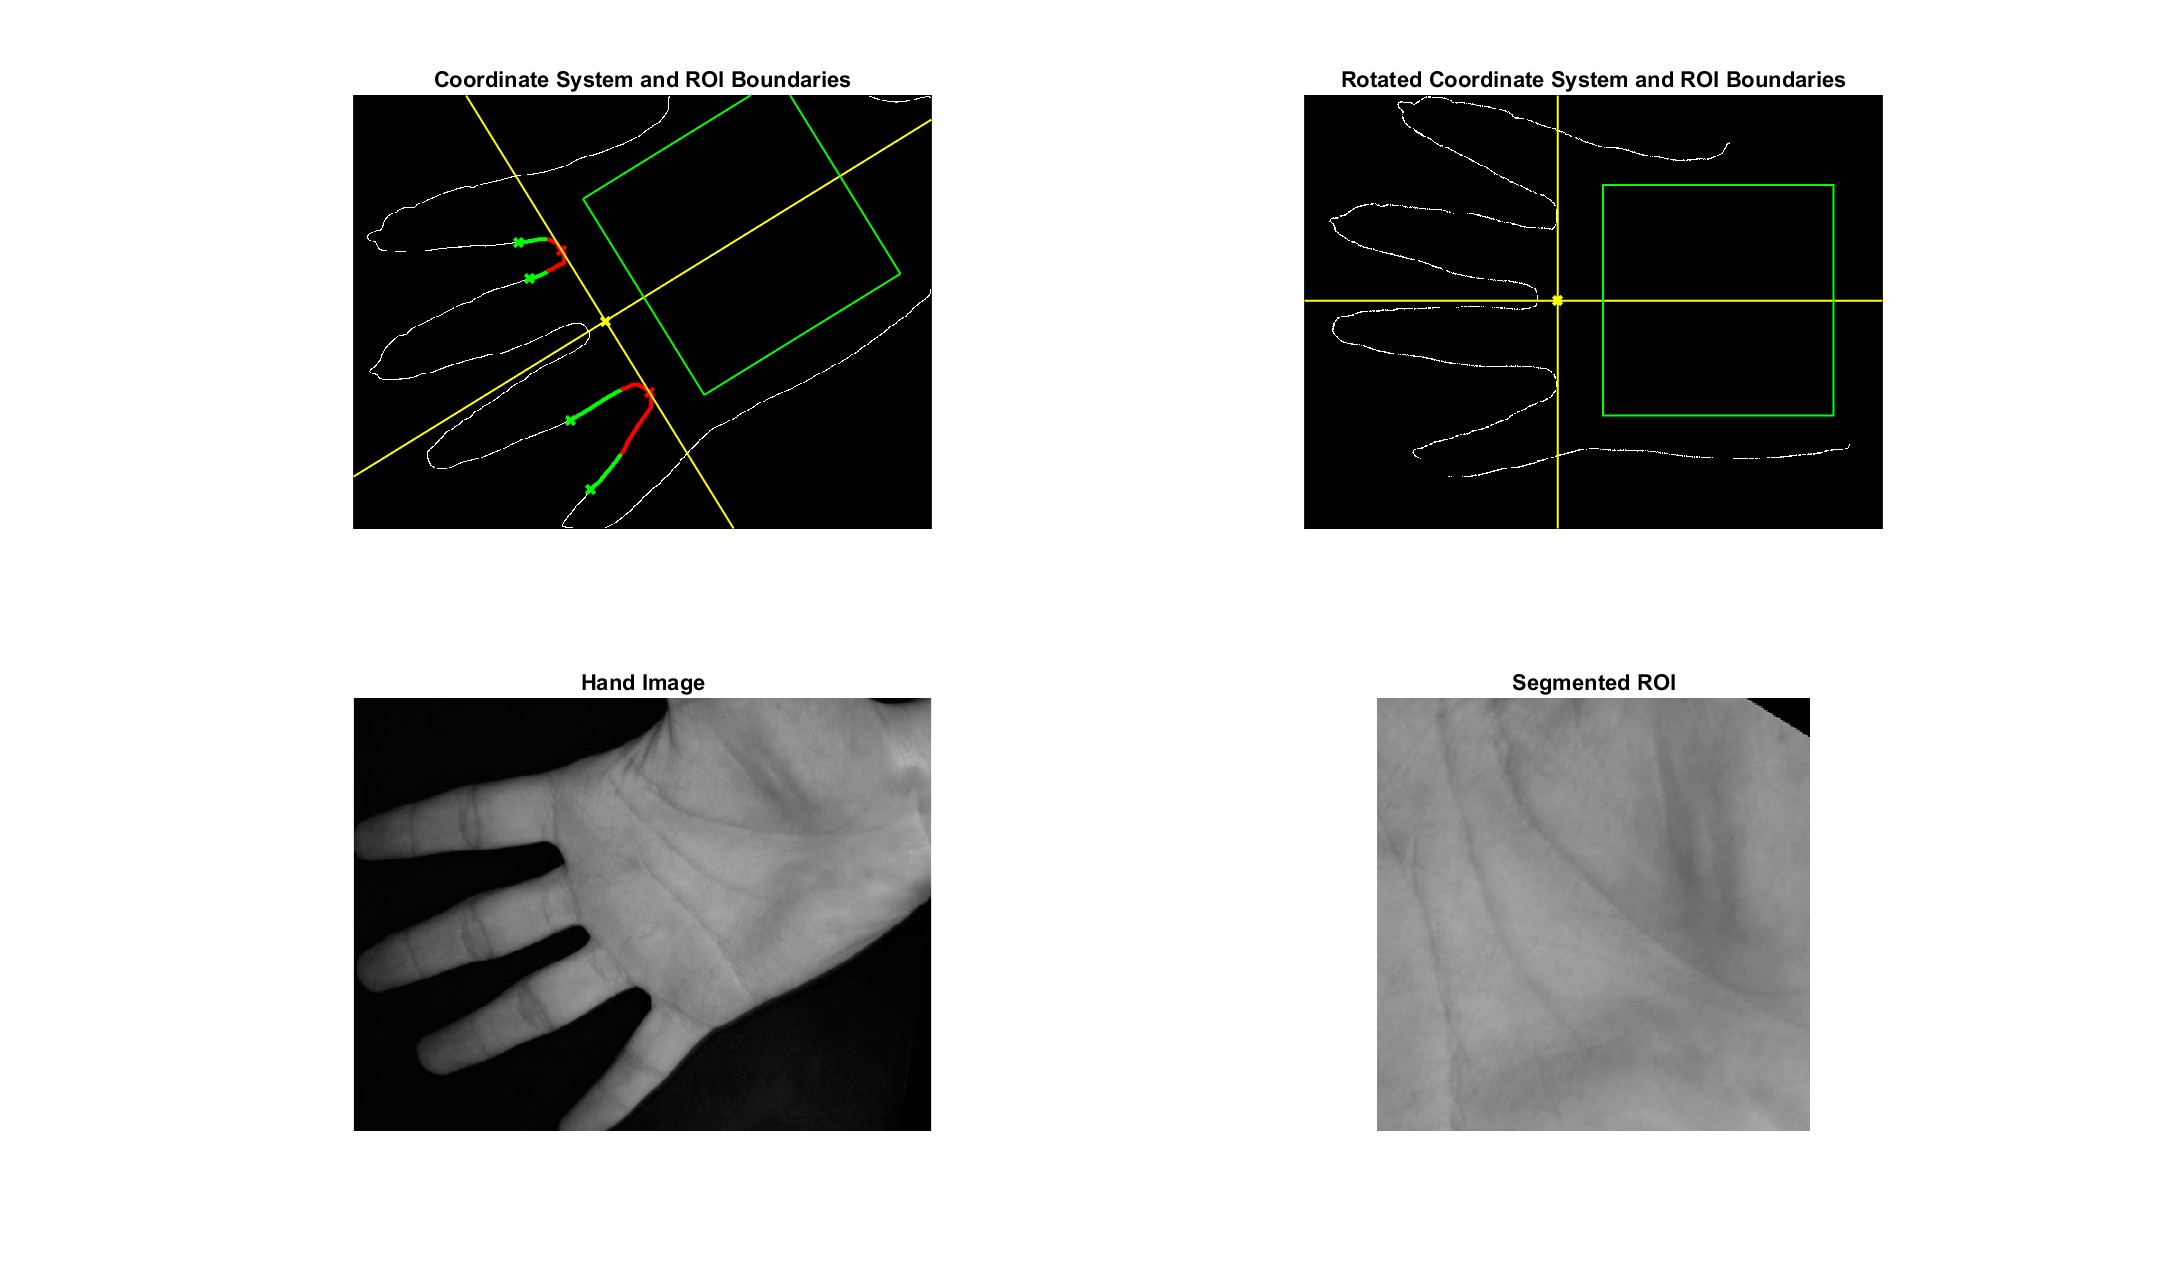 Coordinate System and ROI Boundaries
Rotated Coordinate System and ROI Boundaries
Hand Image
Segmented ROI